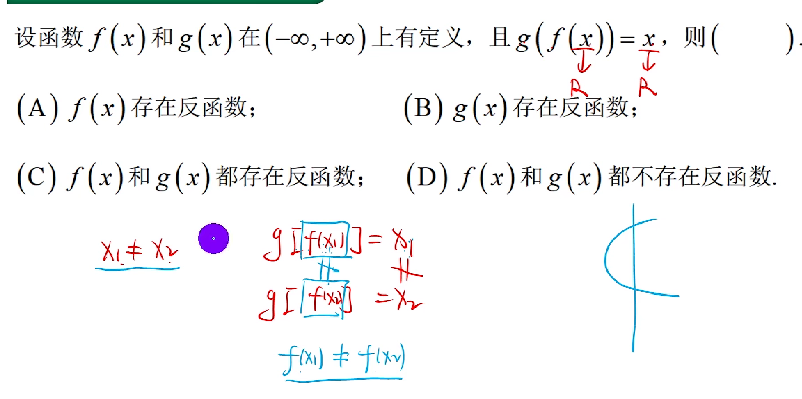 设函数 f(x) 和 g(x) 在 (−∞,+∞) 上有定义，且 g(f(x)) = x，则(    ).
↓ ↓
R R
(A) f(x) 存在反函数； (B) g(x) 存在反函数；
(C) f(x) 和 g(x) 都存在反函数； (D) f(x) 和 g(x) 都不存在反函数.
x₁ ≠ x₂ g[f(x₁)] = x₁
≠ ≠
g[f(x₂)] = x₂
f(x₁) ≠ f(x₂)